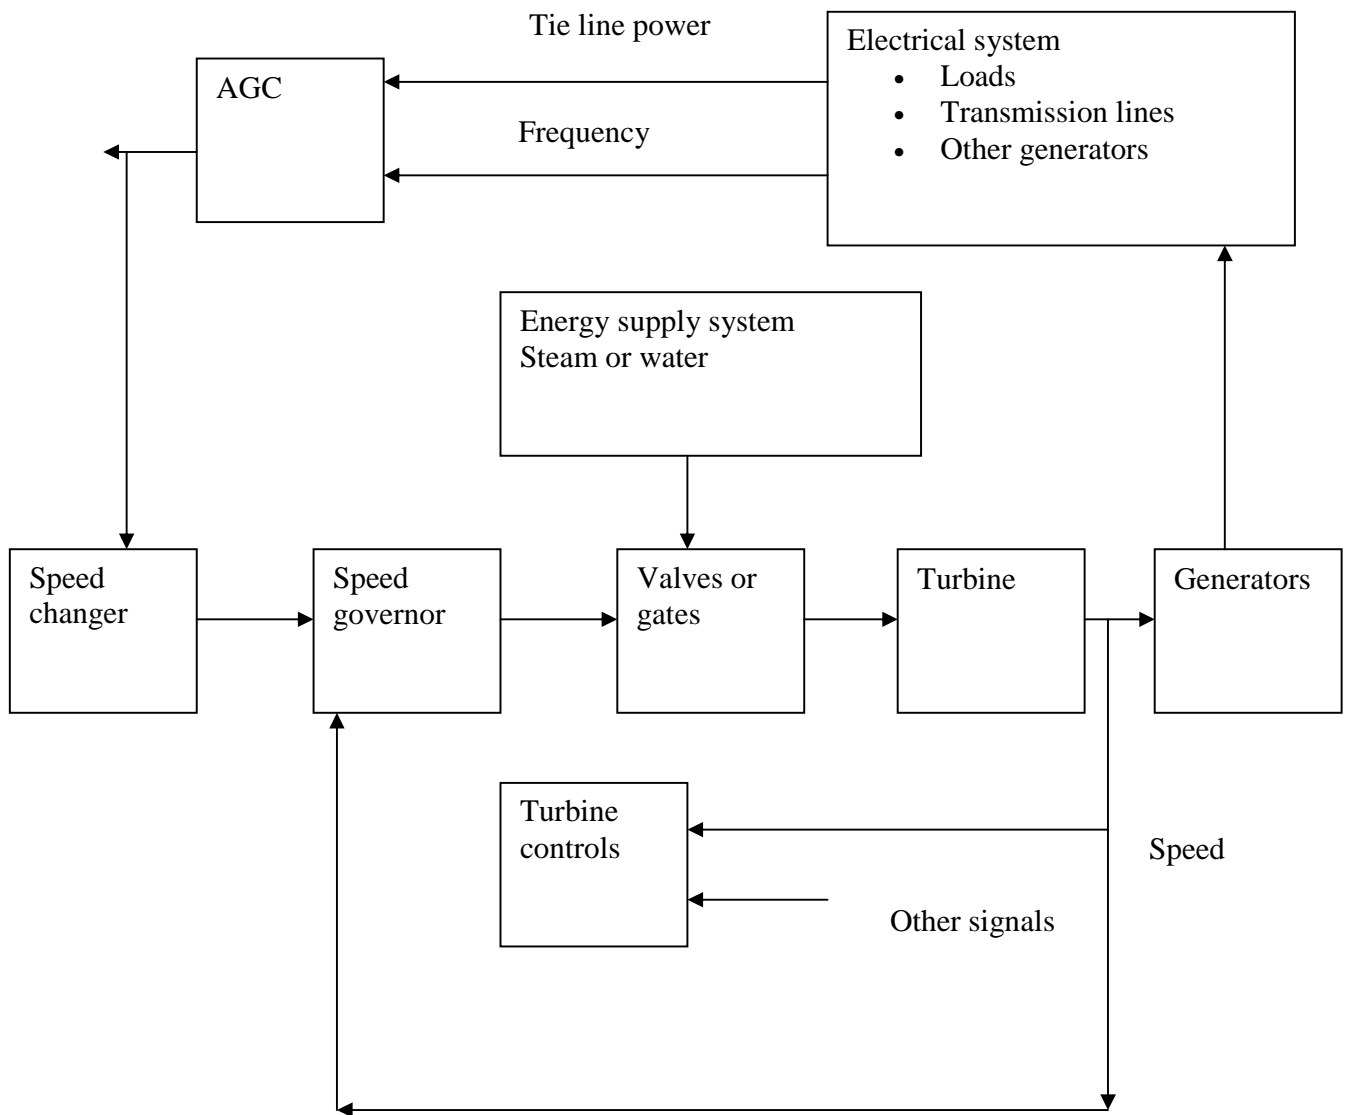 Tie line power
Electrical system
• Loads
• Transmission lines
• Other generators
AGC
Frequency
Energy supply system
Steam or water
Speed
changer
Speed
governor
Valves or
gates
Turbine
Generators
Turbine
controls
Speed
Other signals